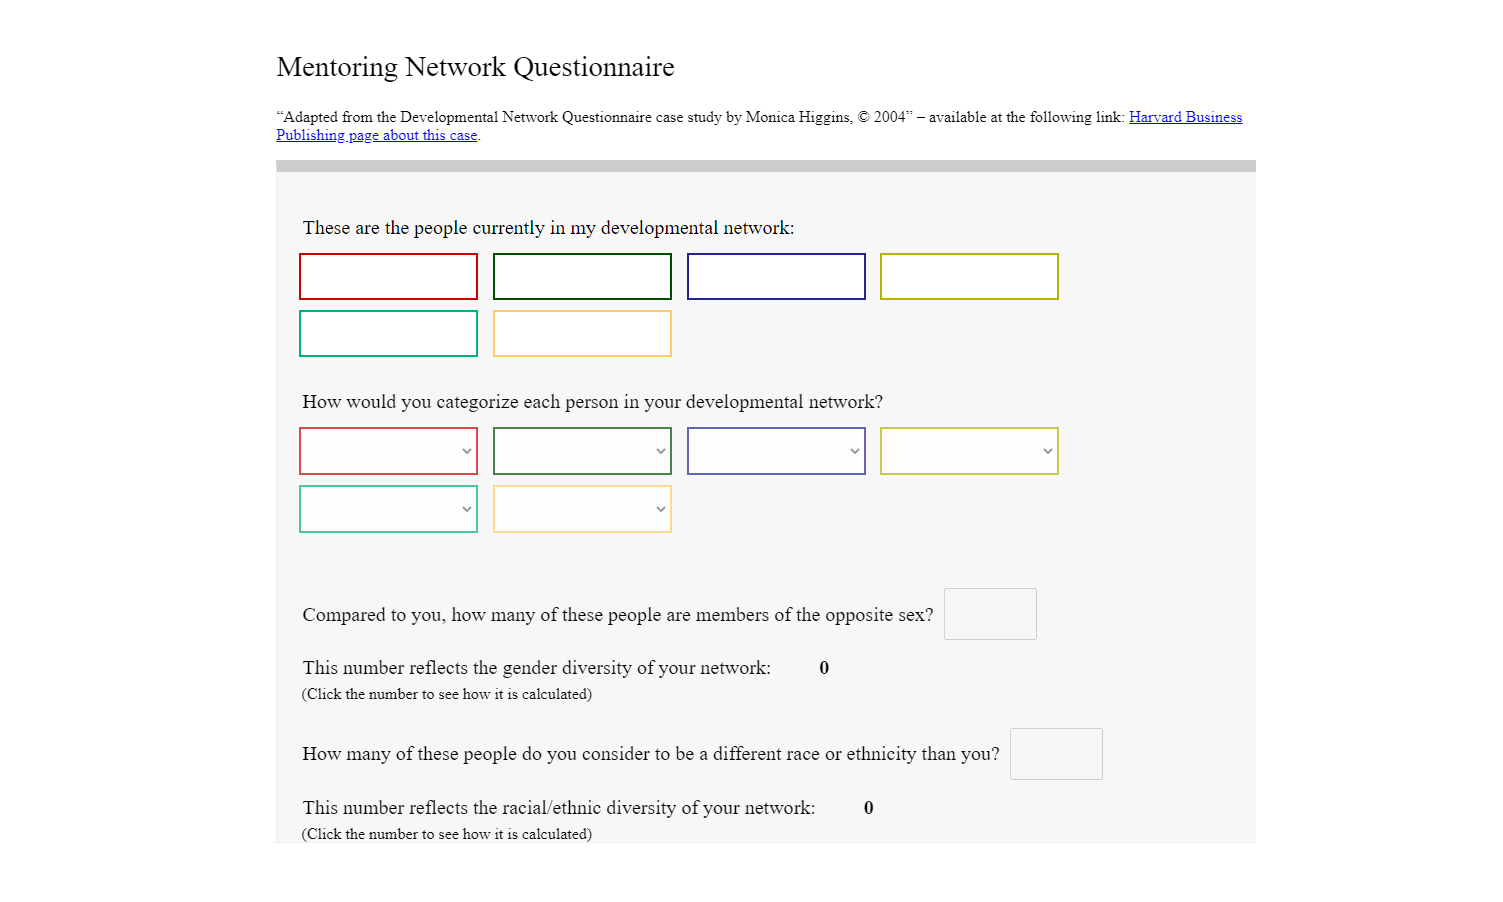 Mentoring Network Questionnaire
“Adapted from the Developmental Network Questionnaire case study by Monica Higgins, © 2004” – available at the following link: Harvard Business
Publishing page about this case.
These are the people currently in my developmental network:
How would you categorize each person in your developmental network?
Compared to you, how many of these people are members of the opposite sex?
This number reflects the gender diversity of your network: 0
(Click the number to see how it is calculated)
How many of these people do you consider to be a different race or ethnicity than you?
This number reflects the racial/ethnic diversity of your network: 0
(Click the number to see how it is calculated)